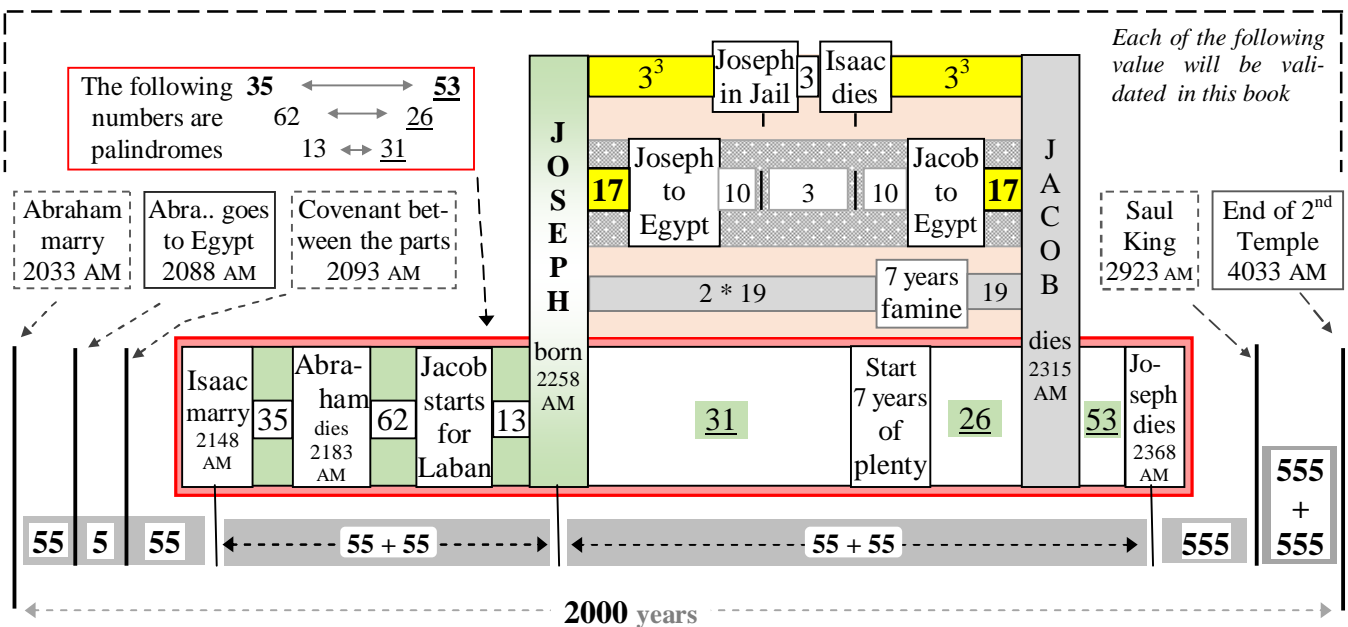 Each of the following
value will be vali-
dated in this book
The following 35 53
numbers are 62 26
palindromes 13 31
3³
Joseph
in Jail
3
Isaac
dies
3³
JOSEPH
born
2258
AM
17
Joseph
to
Egypt
10
3
10
Jacob
to
Egypt
17
JACOB
dies
2315
AM
2 * 19
7 years
famine
19
Abraham
marry
2033 AM
Abra.. goes
to Egypt
2088 AM
Covenant bet-
ween the parts
2093 AM
Saul
King
2923 AM
End of 2nd
Temple
4033 AM
Isaac
marry
2148
AM
35
Abra-
ham
dies
2183
AM
62
Jacob
starts
for
Laban
13
31
Start
7 years
of
plenty
26
53
Jo-
seph
dies
2368
AM
55
5
55
55 + 55
55 + 55
555
555
+
555
2000 years